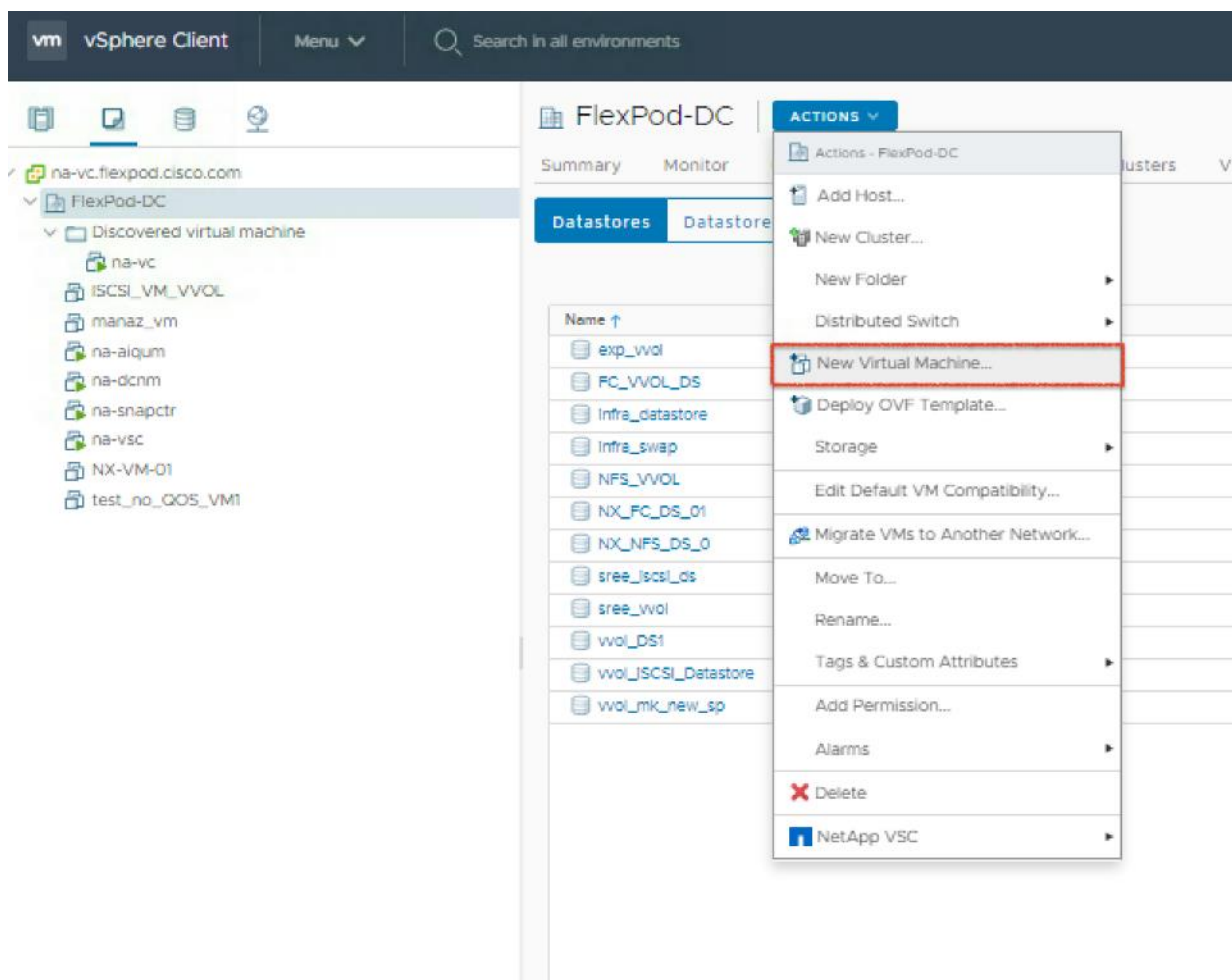 vm vSphere Client Menu Search in all environments
na-vc.flexpod.cisco.com
FlexPod-DC
Discovered virtual machine
na-vc
ISCSI_VM_VVOL
manaz_vm
na-aiqum
na-dcnm
na-snapctr
na-vsc
NX-VM-01
test_no_QOS_VM1
FlexPod-DC ACTIONS
Summary Monitor lusters V
Datastores Datastore
Name
exp_vvol
FC_VVOL_DS
Infra_datastore
Infra_swap
NFS_VVOL
NX_FC_DS_01
NX_NFS_DS_0
sree_iscsi_ds
sree_vvol
vvol_DS1
vvol_ISCSI_Datastore
vvol_mk_new_sp
Actions - FlexPod-DC
Add Host...
New Cluster...
New Folder
Distributed Switch
New Virtual Machine...
Deploy OVF Template...
Storage
Edit Default VM Compatibility...
Migrate VMs to Another Network...
Move To...
Rename...
Tags & Custom Attributes
Add Permission...
Alarms
Delete
NetApp VSC